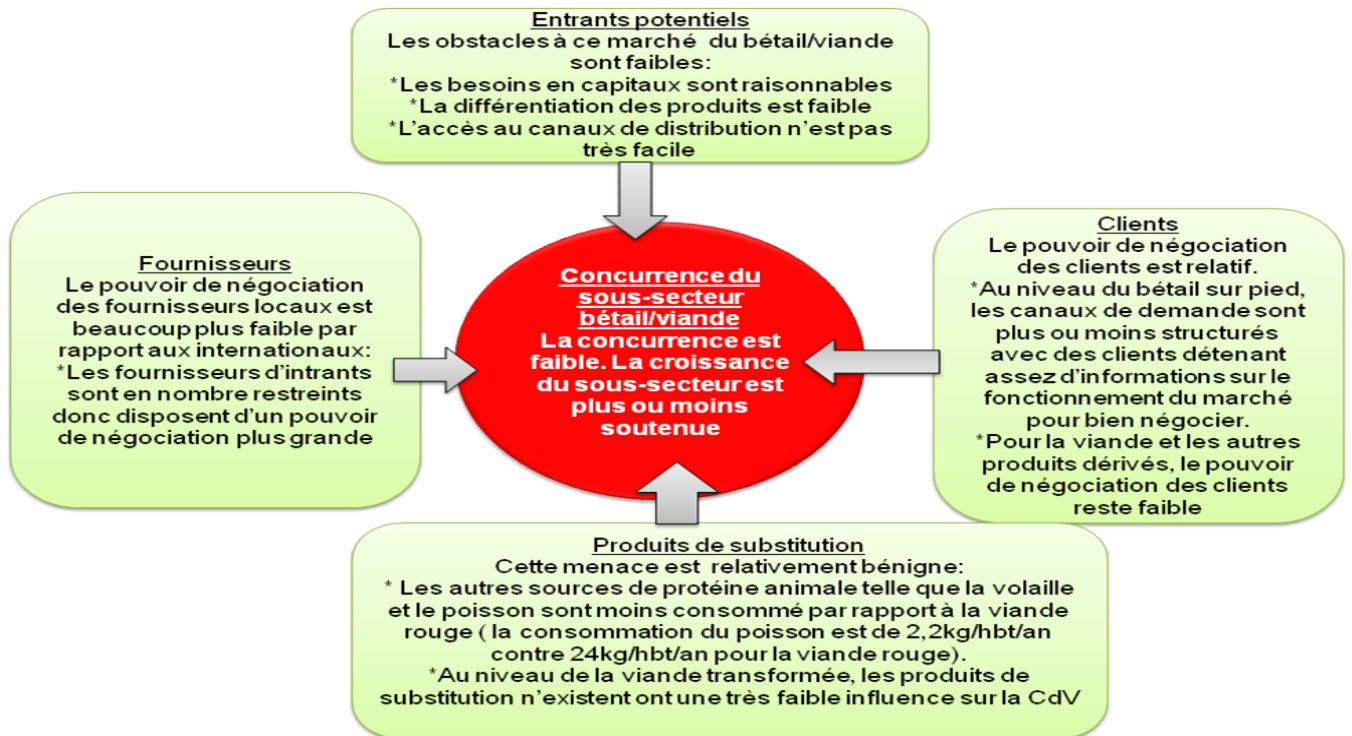 Entrants potentiels
Les obstacles à ce marché du bétail/viande
sont faibles:
*Les besoins en capitaux sont raisonnables
*La différentiation des produits est faible
*L'accès au canaux de distribution n'est pas
très facile
Fournisseurs
Le pouvoir de négociation
des fournisseurs locaux est
beaucoup plus faible par
rapport aux internationaux:
*Les fournisseurs d'intrants
sont en nombre restreints
donc disposent d'un pouvoir
de négociation plus grande
Concurrence du
sous-secteur
bétail/viande
La concurrence est
faible. La croissance
du sous-secteur est
plus ou moins
soutenue
Clients
Le pouvoir de négociation
des clients est relatif.
*Au niveau du bétail sur pied,
les canaux de demande sont
plus ou moins structurés
avec des clients détenant
assez d'informations sur le
fonctionnement du marché
pour bien négocier.
*Pour la viande et les autres
produits dérivés, le pouvoir
de négociation des clients
reste faible
Produits de substitution
Cette menace est relativement bénigne:
* Les autres sources de protéine animale telle que la volaille
et le poisson sont moins consommé par rapport à la viande
rouge ( la consommation du poisson est de 2,2kg/hbt/an
contre 24kg/hbt/an pour la viande rouge).
*Au niveau de la viande transformée, les produits de
substitution n'existent ont une très faible influence sur la CdV